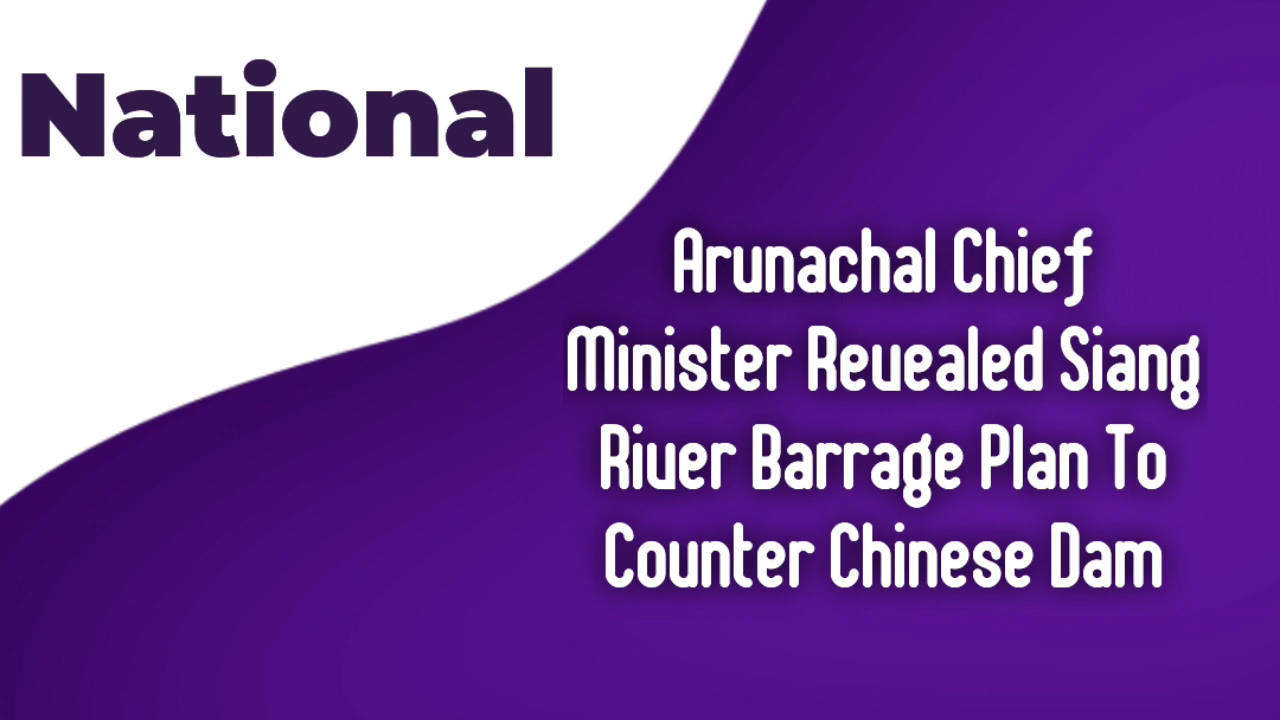 National
Arunachal Chief
Minister Revealed Siang
River Barrage Plan To
Counter Chinese Dam